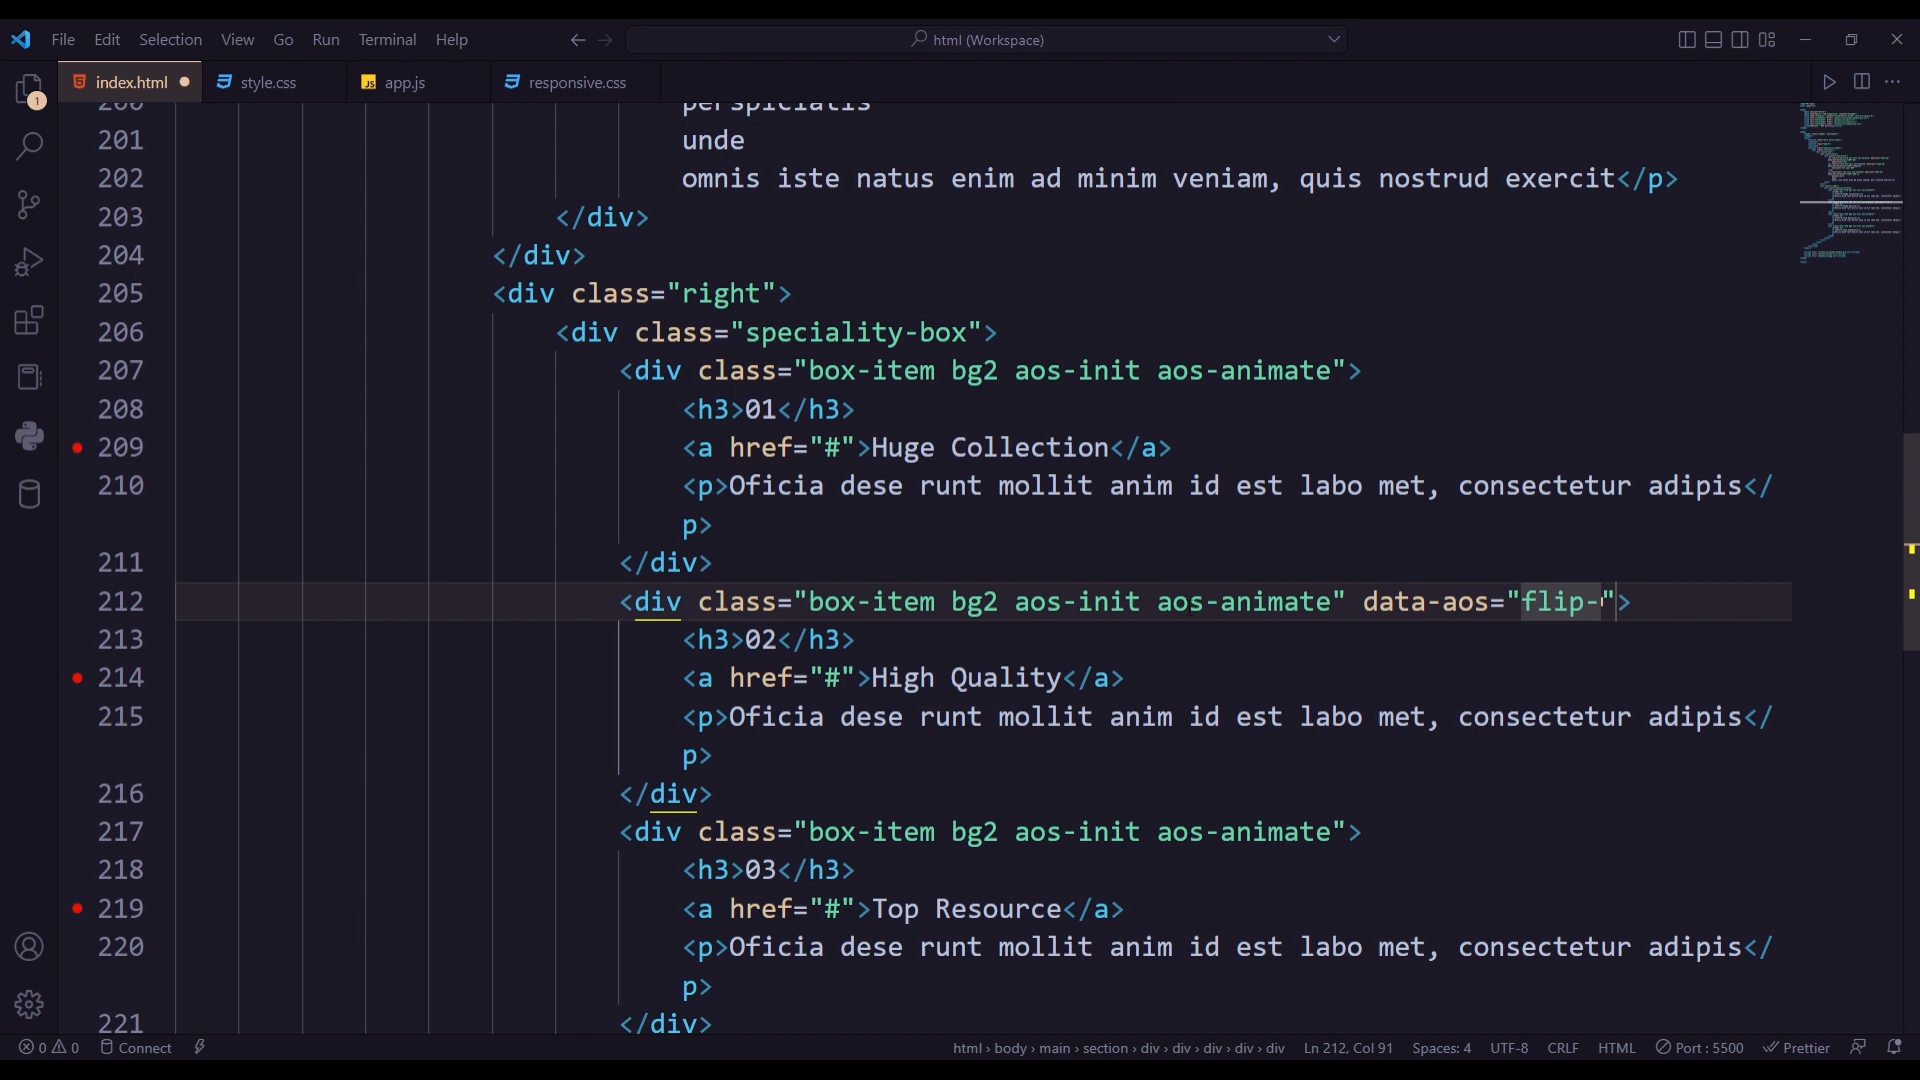 File Edit Selection View Go Run Terminal Help
html (Workspace)
1
index.html style.css JS app.js responsive.css
200 perspiciatis
201 unde
202 omnis iste natus enim ad minim veniam, quis nostrud exercit</p>
203 </div>
204 </div>
205 <div class="right">
206 <div class="speciality-box">
207 <div class="box-item bg2 aos-init aos-animate">
208 <h3>01</h3>
209 <a href="#">Huge Collection</a>
210 <p>Oficia dese runt mollit anim id est labo met, consectetur adipis</
p>
211 </div>
212 <div class="box-item bg2 aos-init aos-animate" data-aos="flip-">
213 <h3>02</h3>
214 <a href="#">High Quality</a>
215 <p>Oficia dese runt mollit anim id est labo met, consectetur adipis</
p>
216 </div>
217 <div class="box-item bg2 aos-init aos-animate">
218 <h3>03</h3>
219 <a href="#">Top Resource</a>
220 <p>Oficia dese runt mollit anim id est labo met, consectetur adipis</
p>
221 </div>
0 0 Connect html › body › main › section › div › div › div › div › div Ln 212, Col 91 Spaces: 4 UTF-8 CRLF HTML Port : 5500 Prettier